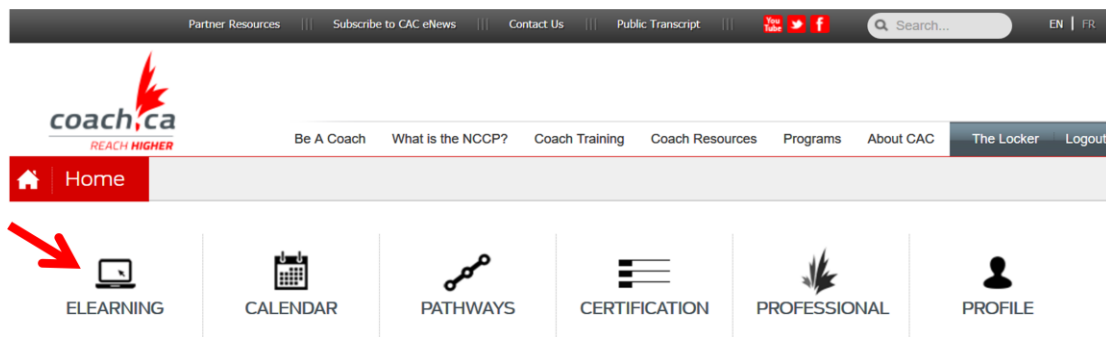 Partner Resources ||| Subscribe to CAC eNews ||| Contact Us ||| Public Transcript ||| You Tube f Search... EN | FR
coach.ca
REACH HIGHER
Be A Coach What is the NCCP? Coach Training Coach Resources Programs About CAC The Locker Logout
Home
ELEARNING CALENDAR PATHWAYS CERTIFICATION PROFESSIONAL PROFILE